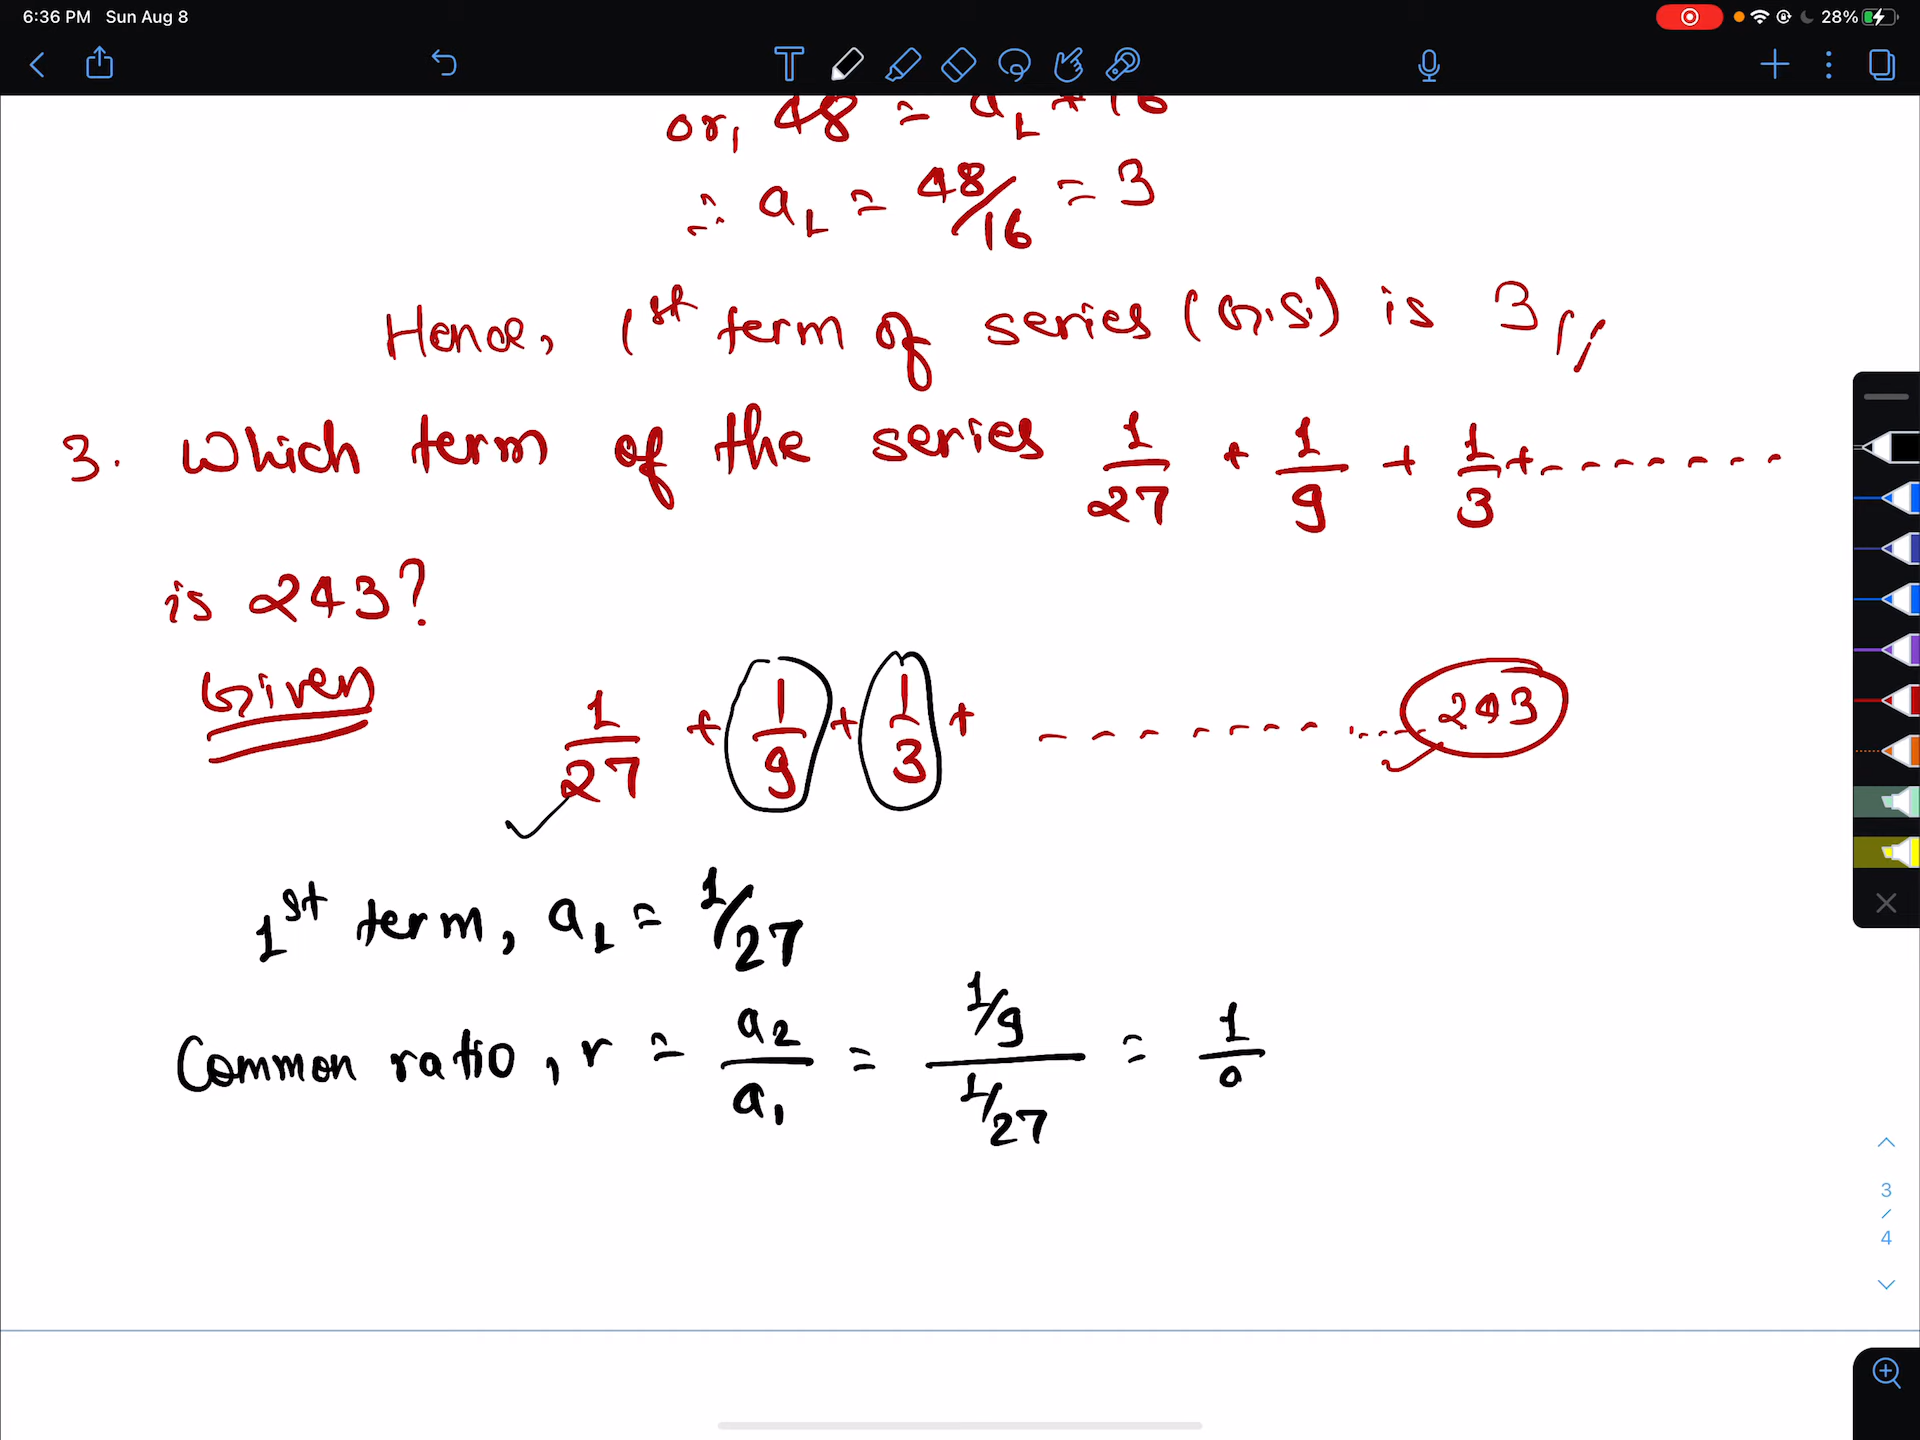 6:36 PM Sun Aug 8 28%
or, 48 = a1 * 16
∴ a1 = 48/16 = 3
Hence, 1st term of series (G.S.) is 3 //
3. Which term of the series 1/27 + 1/9 + 1/3 + --------
is 243?
Given
1/27 + 1/9 + 1/3 + ------------ 243
1st term, a1 = 1/27
Common ratio, r = a2/a1 = (1/9)/(1/27) = 1/
3
/
4